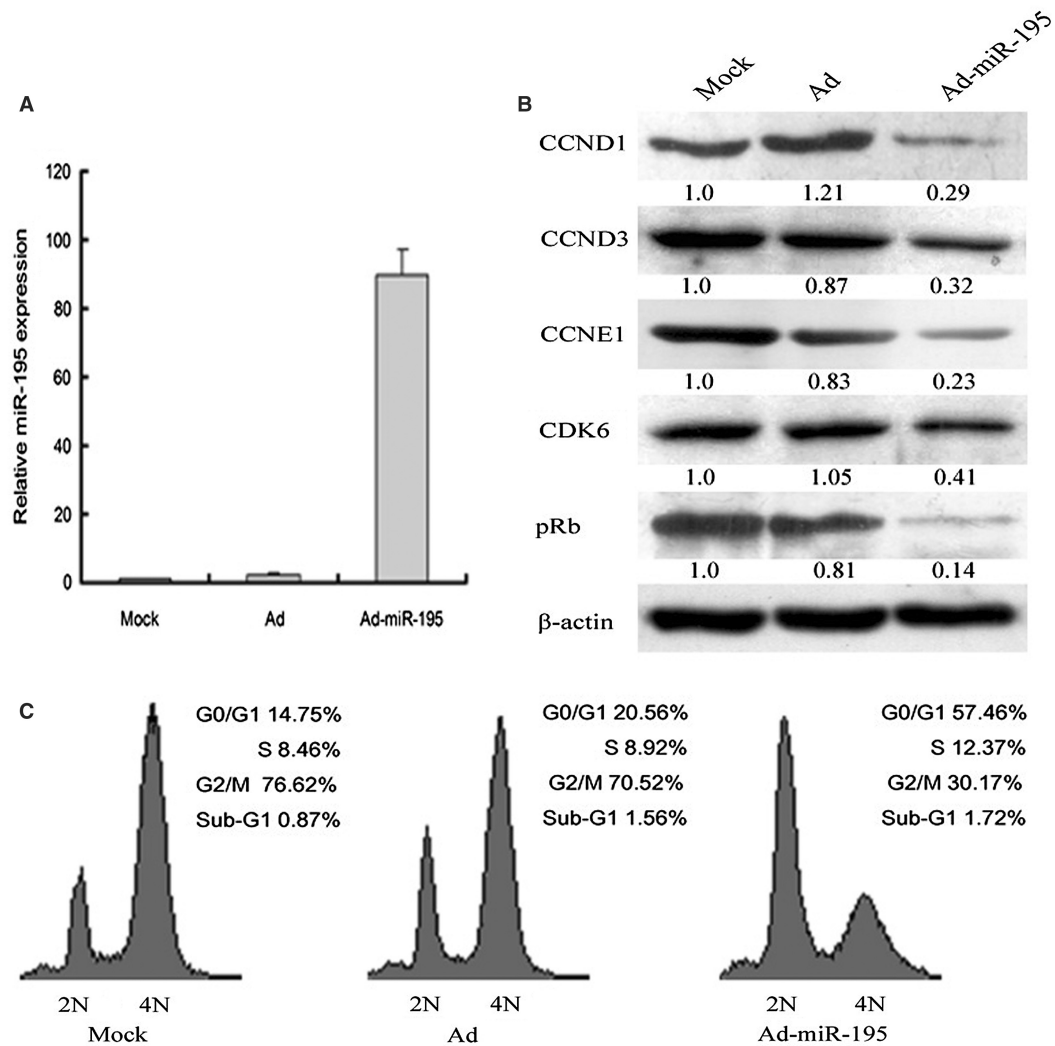 A
Relative miR-195 expression
120
100
80
60
40
20
0
Mock Ad Ad-miR-195
B
Mock Ad Ad-miR-195
CCND1
1.0 1.21 0.29
CCND3
1.0 0.87 0.32
CCNE1
1.0 0.83 0.23
CDK6
1.0 1.05 0.41
pRb
1.0 0.81 0.14
β-actin
C
G0/G1 14.75%
S 8.46%
G2/M 76.62%
Sub-G1 0.87%
2N 4N
Mock
G0/G1 20.56%
S 8.92%
G2/M 70.52%
Sub-G1 1.56%
2N 4N
Ad
G0/G1 57.46%
S 12.37%
G2/M 30.17%
Sub-G1 1.72%
2N 4N
Ad-miR-195